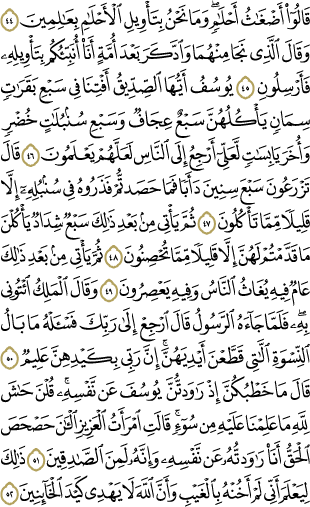 قَالُوٓا۟ أَضْغَٰثُ أَحْلَٰمٍ ۖ وَمَا نَحْنُ بِتَأْوِيلِ ٱلْأَحْلَٰمِ بِعَٰلِمِينَ ٤٤
وَقَالَ ٱلَّذِى نَجَا مِنْهُمَا وَٱدَّكَرَ بَعْدَ أُمَّةٍ أَنَا۠ أُنَبِّئُكُم بِتَأْوِيلِهِۦ
فَأَرْسِلُونِ ٤٥ يُوسُفُ أَيُّهَا ٱلصِّدِّيقُ أَفْتِنَا فِى سَبْعِ بَقَرَٰتٍ
سِمَانٍ يَأْكُلُهُنَّ سَبْعٌ عِجَافٌ وَسَبْعِ سُنۢبُلَٰتٍ خُضْرٍ
وَأُخَرَ يَابِسَٰتٍ لَّعَلِّىٓ أَرْجِعُ إِلَى ٱلنَّاسِ لَعَلَّهُمْ يَعْلَمُونَ ٤٦ قَالَ
تَزْرَعُونَ سَبْعَ سِنِينَ دَأَبًا فَمَا حَصَدتُّمْ فَذَرُوهُ فِى سُنۢبُلِهِۦٓ إِلَّا
قَلِيلًا مِّمَّا تَأْكُلُونَ ٤٧ ثُمَّ يَأْتِى مِنۢ بَعْدِ ذَٰلِكَ سَبْعٌ شِدَادٌ يَأْكُلْنَ
مَا قَدَّمْتُمْ لَهُنَّ إِلَّا قَلِيلًا مِّمَّا تُحْصِنُونَ ٤٨ ثُمَّ يَأْتِى مِنۢ بَعْدِ ذَٰلِكَ
عَامٌ فِيهِ يُغَاثُ ٱلنَّاسُ وَفِيهِ يَعْصِرُونَ ٤٩ وَقَالَ ٱلْمَلِكُ ٱئْتُونِى
بِهِۦ ۖ فَلَمَّا جَآءَهُ ٱلرَّسُولُ قَالَ ٱرْجِعْ إِلَىٰ رَبِّكَ فَسْـَٔلْهُ مَا بَالُ
ٱلنِّسْوَةِ ٱلَّٰتِى قَطَّعْنَ أَيْدِيَهُنَّ ۚ إِنَّ رَبِّى بِكَيْدِهِنَّ عَلِيمٌ ٥٠
قَالَ مَا خَطْبُكُنَّ إِذْ رَٰوَدتُّنَّ يُوسُفَ عَن نَّفْسِهِۦ ۚ قُلْنَ حَٰشَ
لِلَّهِ مَا عَلِمْنَا عَلَيْهِ مِن سُوٓءٍ ۚ قَالَتِ ٱمْرَأَتُ ٱلْعَزِيزِ ٱلْـَٰٔنَ حَصْحَصَ
ٱلْحَقُّ أَنَا۠ رَٰوَدتُّهُۥ عَن نَّفْسِهِۦ وَإِنَّهُۥ لَمِنَ ٱلصَّٰدِقِينَ ٥١ ذَٰلِكَ
لِيَعْلَمَ أَنِّى لَمْ أَخُنْهُ بِٱلْغَيْبِ وَأَنَّ ٱللَّهَ لَا يَهْدِى كَيْدَ ٱلْخَآئِنِينَ ٥٢